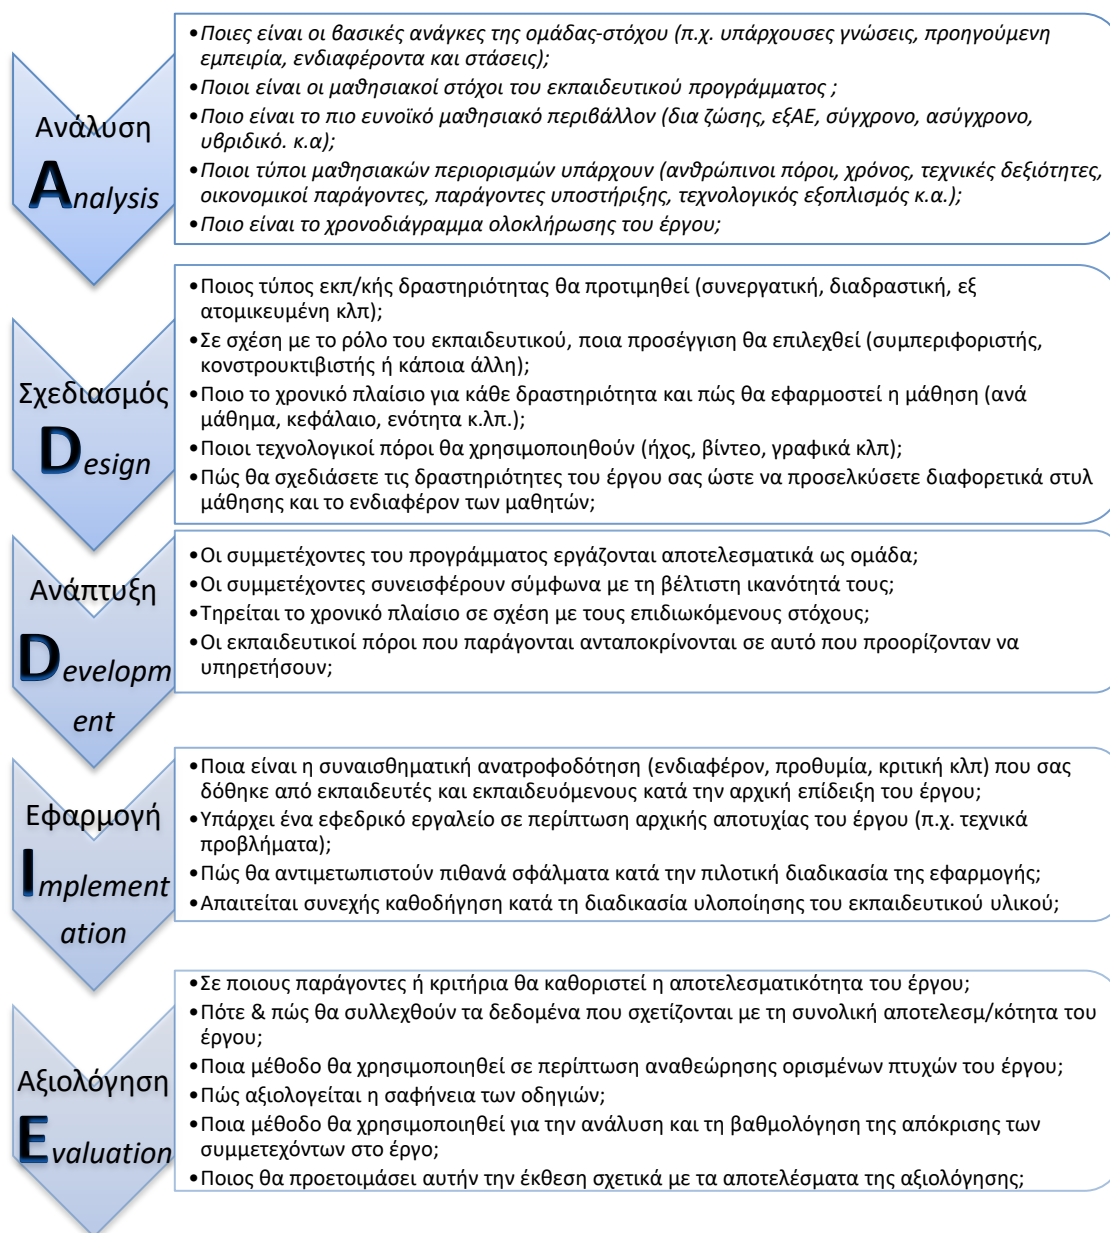 Ανάλυση
Analysis
•Ποιες είναι οι βασικές ανάγκες της ομάδας-στόχου (π.χ. υπάρχουσες γνώσεις, προηγούμενη
εμπειρία, ενδιαφέροντα και στάσεις);
•Ποιοι είναι οι μαθησιακοί στόχοι του εκπαιδευτικού προγράμματος ;
•Ποιο είναι το πιο ευνοϊκό μαθησιακό περιβάλλον (δια ζώσης, εξΑΕ, σύγχρονο, ασύγχρονο,
υβριδικό. κ.α);
•Ποιοι τύποι μαθησιακών περιορισμών υπάρχουν (ανθρώπινοι πόροι, χρόνος, τεχνικές δεξιότητες,
οικονομικοί παράγοντες, παράγοντες υποστήριξης, τεχνολογικός εξοπλισμός κ.α.);
•Ποιο είναι το χρονοδιάγραμμα ολοκλήρωσης του έργου;
Σχεδιασμός
Design
•Ποιος τύπος εκπ/κής δραστηριότητας θα προτιμηθεί (συνεργατική, διαδραστική, εξ
ατομικευμένη κλπ);
•Σε σχέση με το ρόλο του εκπαιδευτικού, ποια προσέγγιση θα επιλεχθεί (συμπεριφοριστής,
κονστρουκτιβιστής ή κάποια άλλη);
•Ποιο το χρονικό πλαίσιο για κάθε δραστηριότητα και πώς θα εφαρμοστεί η μάθηση (ανά
μάθημα, κεφάλαιο, ενότητα κ.λπ.);
•Ποιοι τεχνολογικοί πόροι θα χρησιμοποιηθούν (ήχος, βίντεο, γραφικά κλπ);
•Πώς θα σχεδιάσετε τις δραστηριότητες του έργου σας ώστε να προσελκύσετε διαφορετικά στυλ
μάθησης και το ενδιαφέρον των μαθητών;
Ανάπτυξη
Developm
ent
•Οι συμμετέχοντες του προγράμματος εργάζονται αποτελεσματικά ως ομάδα;
•Οι συμμετέχοντες συνεισφέρουν σύμφωνα με τη βέλτιστη ικανότητά τους;
•Τηρείται το χρονικό πλαίσιο σε σχέση με τους επιδιωκόμενους στόχους;
•Οι εκπαιδευτικοί πόροι που παράγονται ανταποκρίνονται σε αυτό που προορίζονταν να
υπηρετήσουν;
Εφαρμογή
Implement
ation
•Ποια είναι η συναισθηματική ανατροφοδότηση (ενδιαφέρον, προθυμία, κριτική κλπ) που σας
δόθηκε από εκπαιδευτές και εκπαιδευόμενους κατά την αρχική επίδειξη του έργου;
•Υπάρχει ένα εφεδρικό εργαλείο σε περίπτωση αρχικής αποτυχίας του έργου (π.χ. τεχνικά
προβλήματα);
•Πώς θα αντιμετωπιστούν πιθανά σφάλματα κατά την πιλοτική διαδικασία της εφαρμογής;
•Απαιτείται συνεχής καθοδήγηση κατά τη διαδικασία υλοποίησης του εκπαιδευτικού υλικού;
Αξιολόγηση
Evaluation
•Σε ποιους παράγοντες ή κριτήρια θα καθοριστεί η αποτελεσματικότητα του έργου;
•Πότε & πώς θα συλλεχθούν τα δεδομένα που σχετίζονται με τη συνολική αποτελεσμ/κότητα του
έργου;
•Ποια μέθοδο θα χρησιμοποιηθεί σε περίπτωση αναθεώρησης ορισμένων πτυχών του έργου;
•Πώς αξιολογείται η σαφήνεια των οδηγιών;
•Ποια μέθοδο θα χρησιμοποιηθεί για την ανάλυση και τη βαθμολόγηση της απόκρισης των
συμμετεχόντων στο έργο;
•Ποιος θα προετοιμάσει αυτήν την έκθεση σχετικά με τα αποτελέσματα της αξιολόγησης;